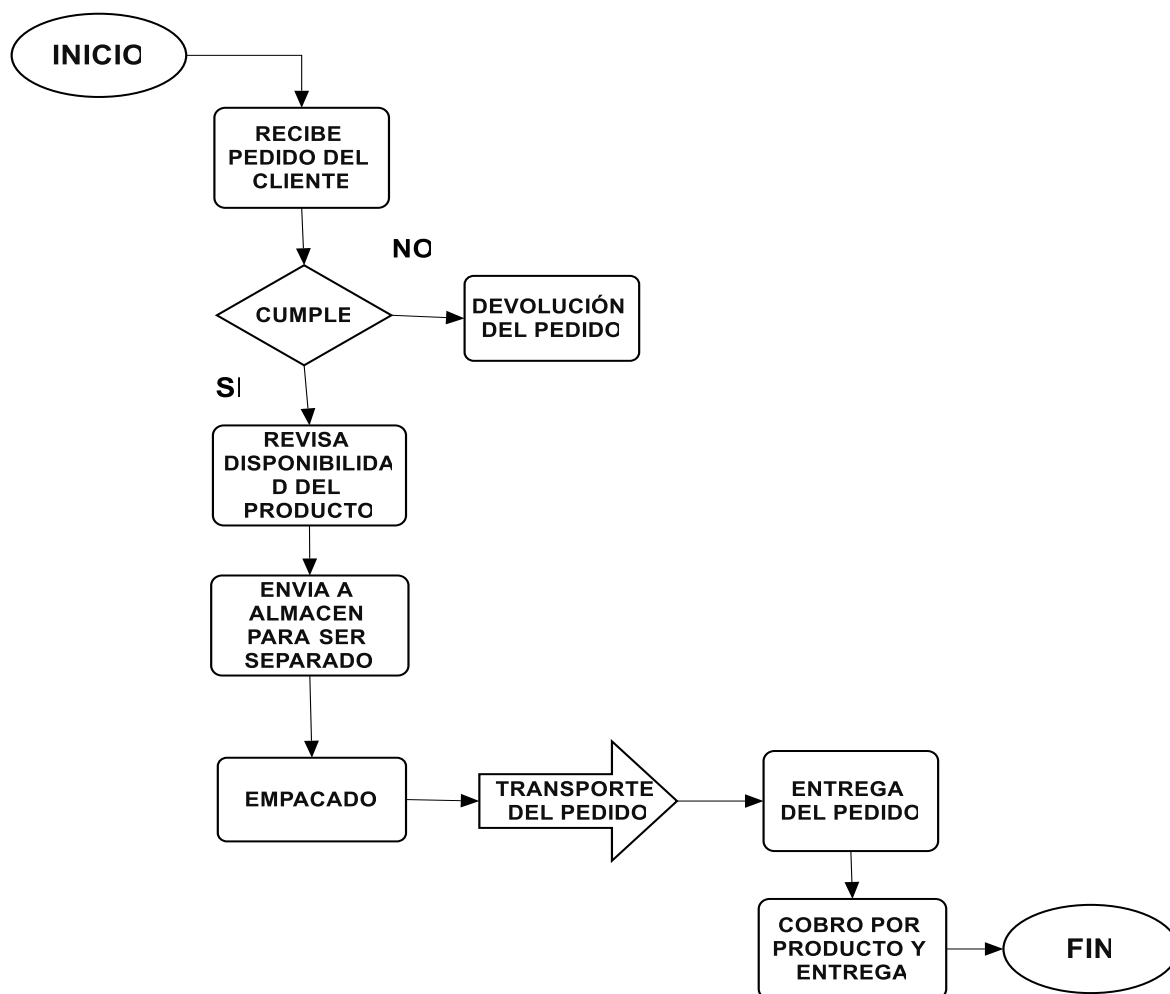 INICIO
RECIBE
PEDIDO DEL
CLIENTE
NO
CUMPLE
DEVOLUCIÓN
DEL PEDIDO
SI
REVISA
DISPONIBILIDA
D DEL
PRODUCTO
ENVIA A
ALMACEN
PARA SER
SEPARADO
EMPACADO
TRANSPORTE
DEL PEDIDO
ENTREGA
DEL PEDIDO
COBRO POR
PRODUCTO Y
ENTREGA
FIN